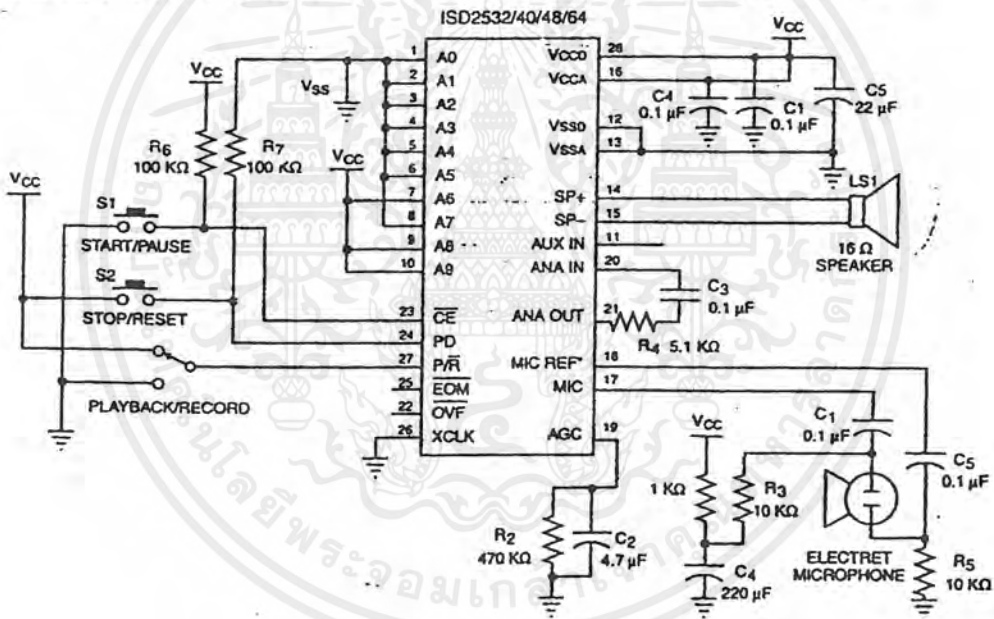 ISD2532/40/48/64
VCC
VSS
R6
100 KΩ
R7
100 KΩ
VCC
S1
START/PAUSE
S2
STOP/RESET
PLAYBACK/RECORD
VCC
1 A0
2 A1
3 A2
4 A3
5 A4
6 A5
7 A6
8 A7
9 A8
10 A9
23 C̅E̅
24 PD
27 P/R̅
25 E̅O̅M̅
22 O̅V̅F̅
26 XCLK
VCCD 28
VCCA 16
VSSD 12
VSSA 13
SP+ 14
SP- 15
AUX IN 11
ANA IN 20
ANA OUT 21
MIC REF* 18
MIC 17
AGC 19
VCC
C4
0.1 µF
C1
0.1 µF
C5
22 µF
LS1
16 Ω
SPEAKER
C3
0.1 µF
R4 5.1 KΩ
VCC
1 KΩ
R3
10 KΩ
C1
0.1 µF
C5
0.1 µF
R2
470 KΩ
C2
4.7 µF
C4
220 µF
ELECTRET
MICROPHONE
R5
10 KΩ